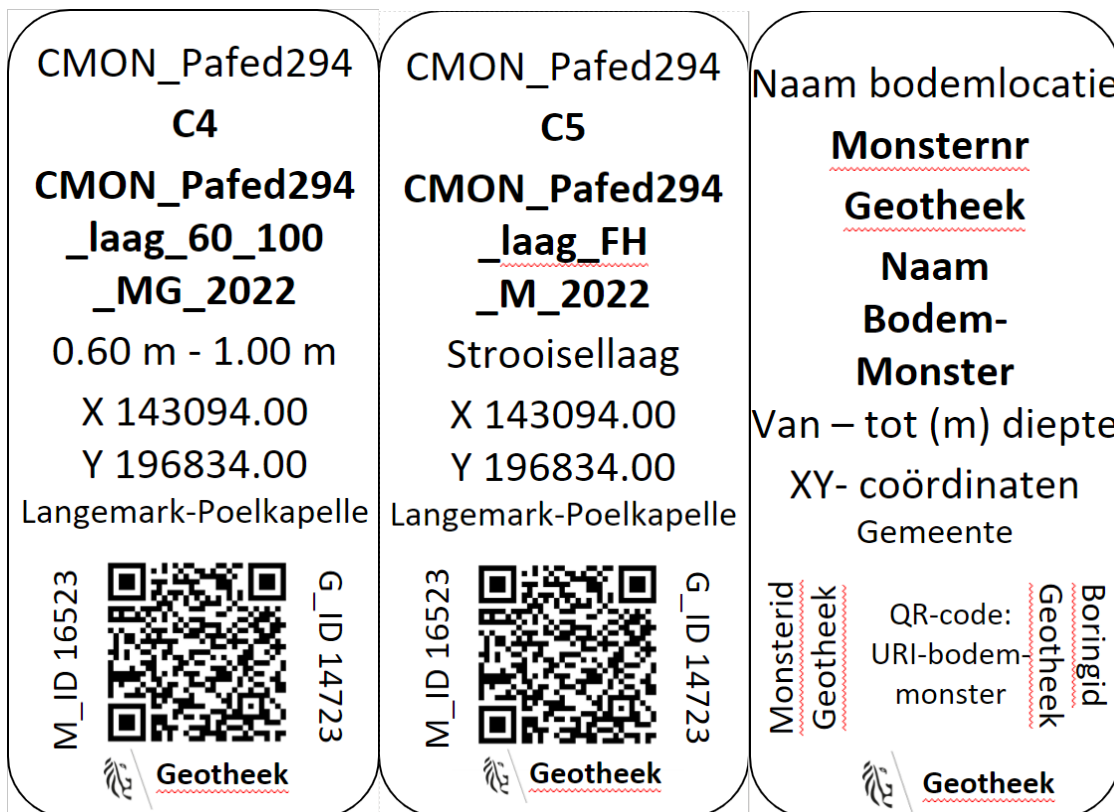 CMON_Pafed294
C4
CMON_Pafed294
_laag_60_100
_MG_2022
0.60 m - 1.00 m
X 143094.00
Y 196834.00
Langemark-Poelkapelle
M_ID 16523
G_ID 14723
Geotheek
CMON_Pafed294
C5
CMON_Pafed294
_laag_FH
_M_2022
Strooisellaag
X 143094.00
Y 196834.00
Langemark-Poelkapelle
M_ID 16523
G_ID 14723
Geotheek
Naam bodemlocatie
Monsternr
Geotheek
Naam
Bodem-
Monster
Van – tot (m) diepte
XY- coördinaten
Gemeente
Monsterid
Geotheek
QR-code:
URI-bodem-
monster
Boringid
Geotheek
Geotheek